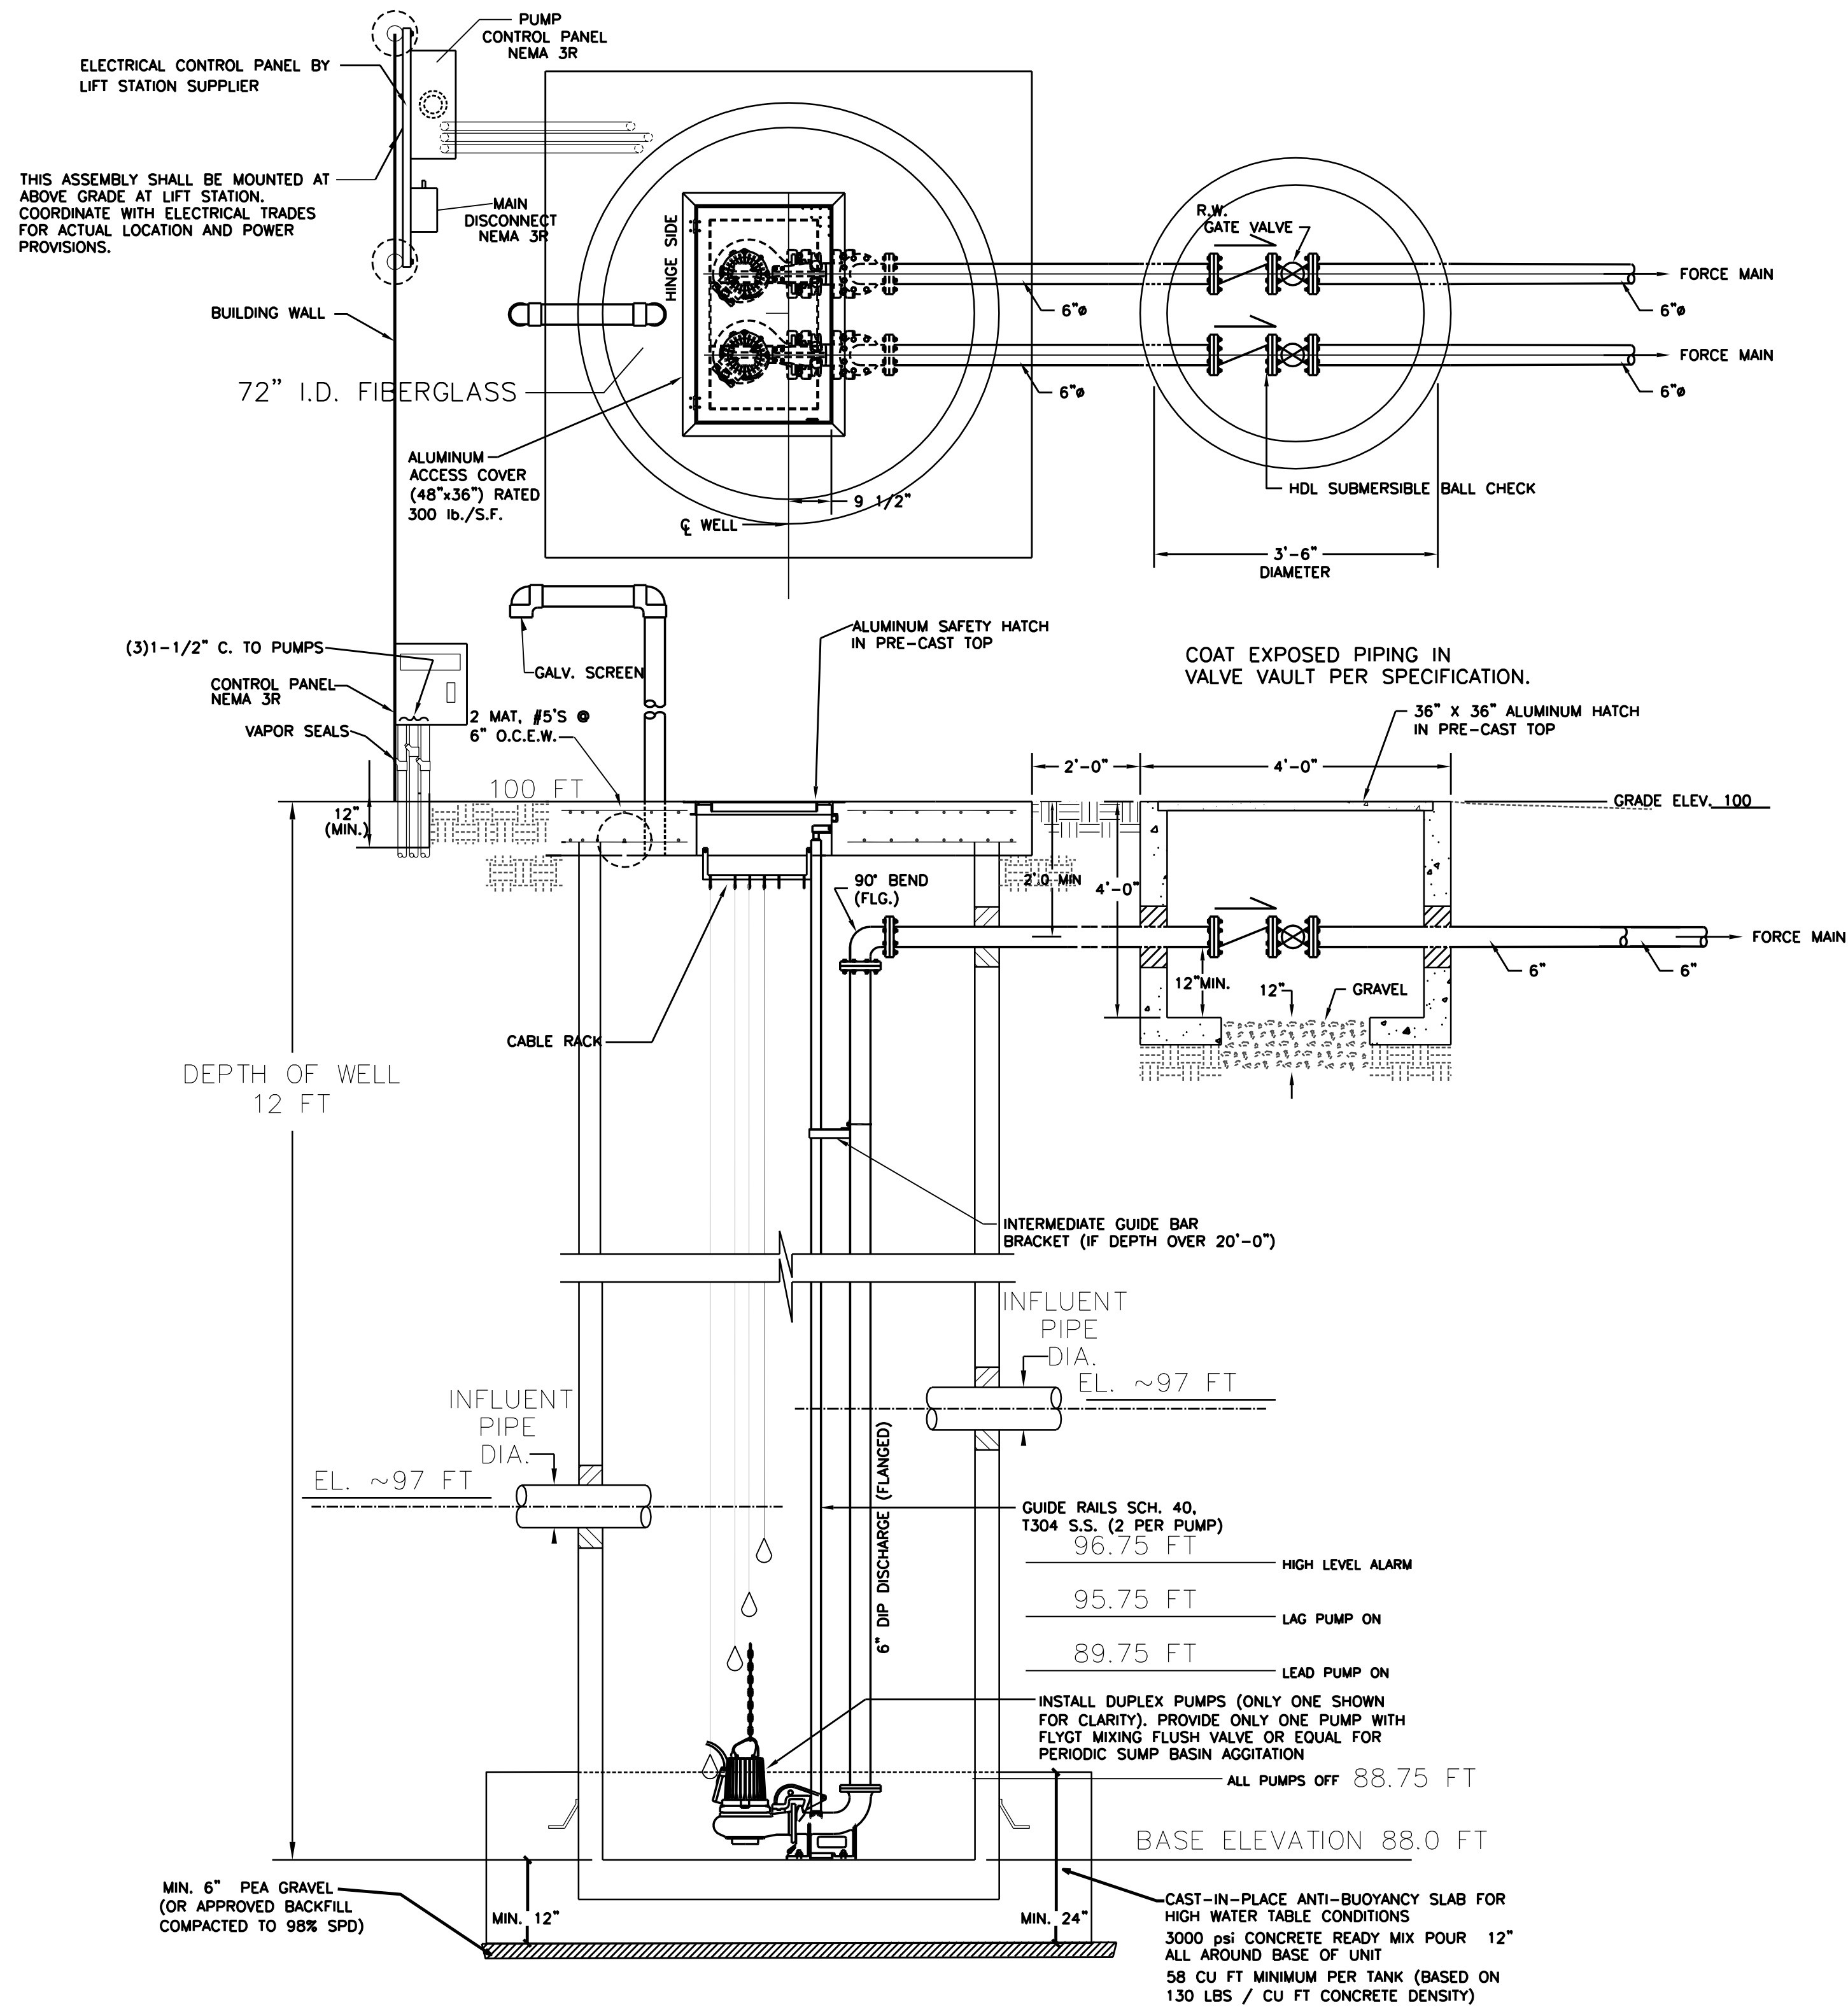 PUMP
CONTROL PANEL
NEMA 3R
ELECTRICAL CONTROL PANEL BY
LIFT STATION SUPPLIER
THIS ASSEMBLY SHALL BE MOUNTED AT
ABOVE GRADE AT LIFT STATION.
COORDINATE WITH ELECTRICAL TRADES
FOR ACTUAL LOCATION AND POWER
PROVISIONS.
MAIN
DISCONNECT
NEMA 3R
HINGE SIDE
R.W.
GATE VALVE
FORCE MAIN
6"ø
6"ø
BUILDING WALL
FORCE MAIN
6"ø
6"ø
72" I.D. FIBERGLASS
ALUMINUM
ACCESS COVER
(48"x36") RATED
300 lb./S.F.
9 1/2"
℄ WELL
HDL SUBMERSIBLE BALL CHECK
3'-6"
DIAMETER
ALUMINUM SAFETY HATCH
IN PRE-CAST TOP
(3)1-1/2" C. TO PUMPS
GALV. SCREEN
COAT EXPOSED PIPING IN
VALVE VAULT PER SPECIFICATION.
CONTROL PANEL
NEMA 3R
2 MAT, #5'S @
6" O.C.E.W.
36" X 36" ALUMINUM HATCH
IN PRE-CAST TOP
VAPOR SEALS
2'-0"
4'-0"
100 FT
GRADE ELEV. 100
12"
(MIN.)
90° BEND
(FLG.)
2'0 MIN
4'-0"
FORCE MAIN
6"
6"
12"MIN.
12"
GRAVEL
CABLE RACK
DEPTH OF WELL
12 FT
INTERMEDIATE GUIDE BAR
BRACKET (IF DEPTH OVER 20'-0")
INFLUENT
PIPE
DIA.
EL. ~97 FT
INFLUENT
PIPE
DIA.
EL. ~97 FT
6" DIP DISCHARGE (FLANGED)
GUIDE RAILS SCH. 40,
T304 S.S. (2 PER PUMP)
96.75 FT
HIGH LEVEL ALARM
95.75 FT
LAG PUMP ON
89.75 FT
LEAD PUMP ON
INSTALL DUPLEX PUMPS (ONLY ONE SHOWN
FOR CLARITY). PROVIDE ONLY ONE PUMP WITH
FLYGT MIXING FLUSH VALVE OR EQUAL FOR
PERIODIC SUMP BASIN AGGITATION
ALL PUMPS OFF 88.75 FT
BASE ELEVATION 88.0 FT
MIN. 6" PEA GRAVEL
(OR APPROVED BACKFILL
COMPACTED TO 98% SPD)
MIN. 12"
MIN. 24"
CAST-IN-PLACE ANTI-BUOYANCY SLAB FOR
HIGH WATER TABLE CONDITIONS
3000 psi CONCRETE READY MIX POUR 12"
ALL AROUND BASE OF UNIT
58 CU FT MINIMUM PER TANK (BASED ON
130 LBS / CU FT CONCRETE DENSITY)